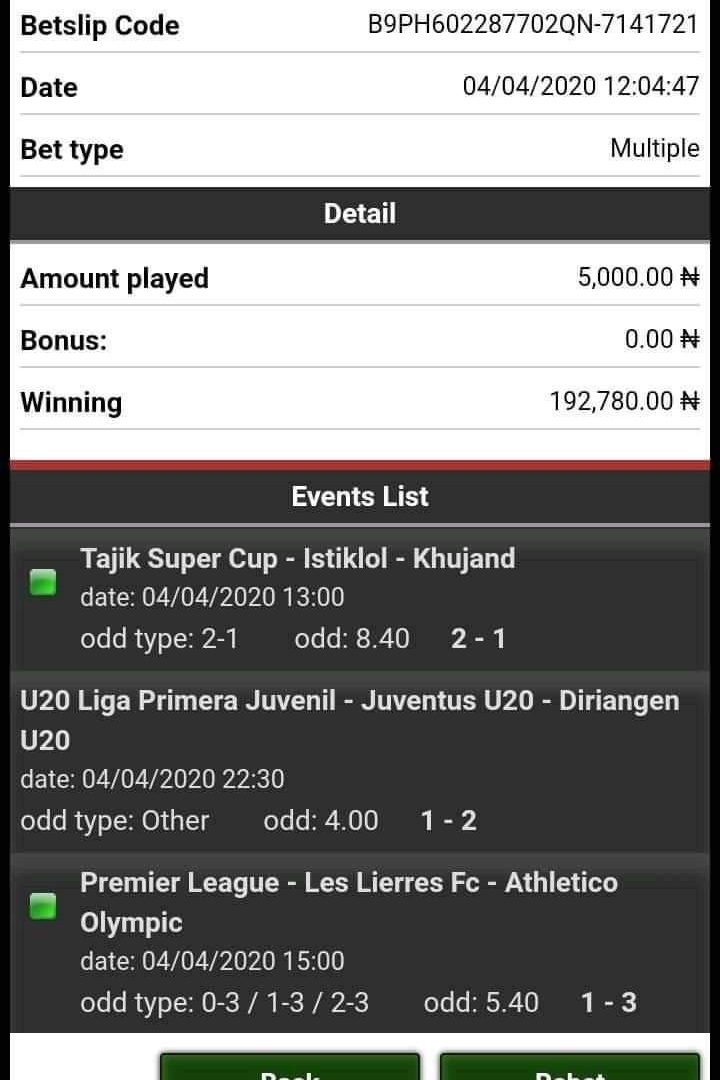 Betslip Code B9PH602287702QN-7141721
Date 04/04/2020 12:04:47
Bet type Multiple
Detail
Amount played 5,000.00 ₦
Bonus: 0.00 ₦
Winning 192,780.00 ₦
Events List
Tajik Super Cup - Istiklol - Khujand
date: 04/04/2020 13:00
odd type: 2-1 odd: 8.40 2 - 1
U20 Liga Primera Juvenil - Juventus U20 - Diriangen
U20
date: 04/04/2020 22:30
odd type: Other odd: 4.00 1 - 2
Premier League - Les Lierres Fc - Athletico
Olympic
date: 04/04/2020 15:00
odd type: 0-3 / 1-3 / 2-3 odd: 5.40 1 - 3